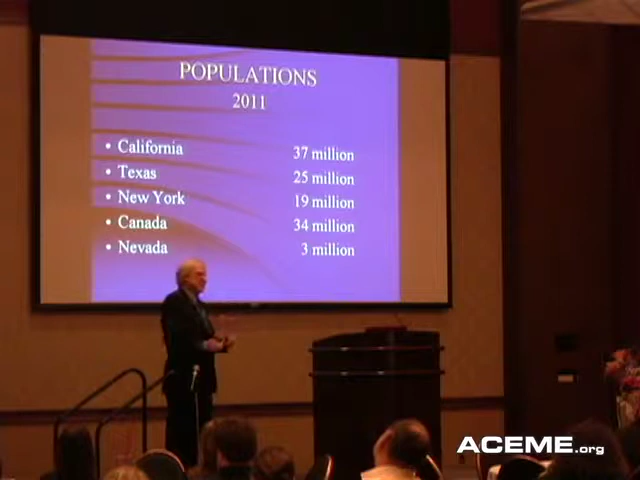 POPULATIONS
2011
• California 37 million
• Texas 25 million
• New York 19 million
• Canada 34 million
• Nevada 3 million
ACEME.org